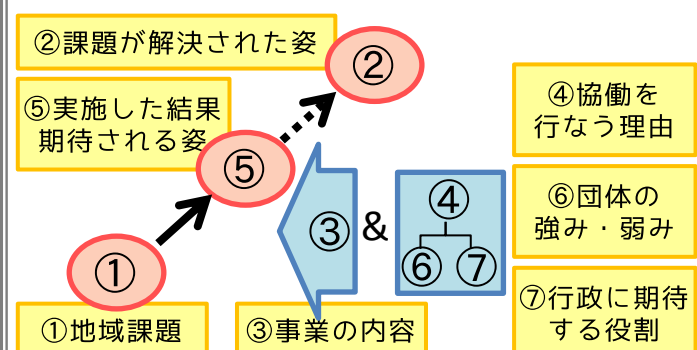 ②課題が解決された姿
②
⑤実施した結果
期待される姿
⑤
④協働を
行なう理由
③
&
④
⑥ ⑦
⑥団体の
強み・弱み
①
①地域課題
③事業の内容
⑦行政に期待
する役割